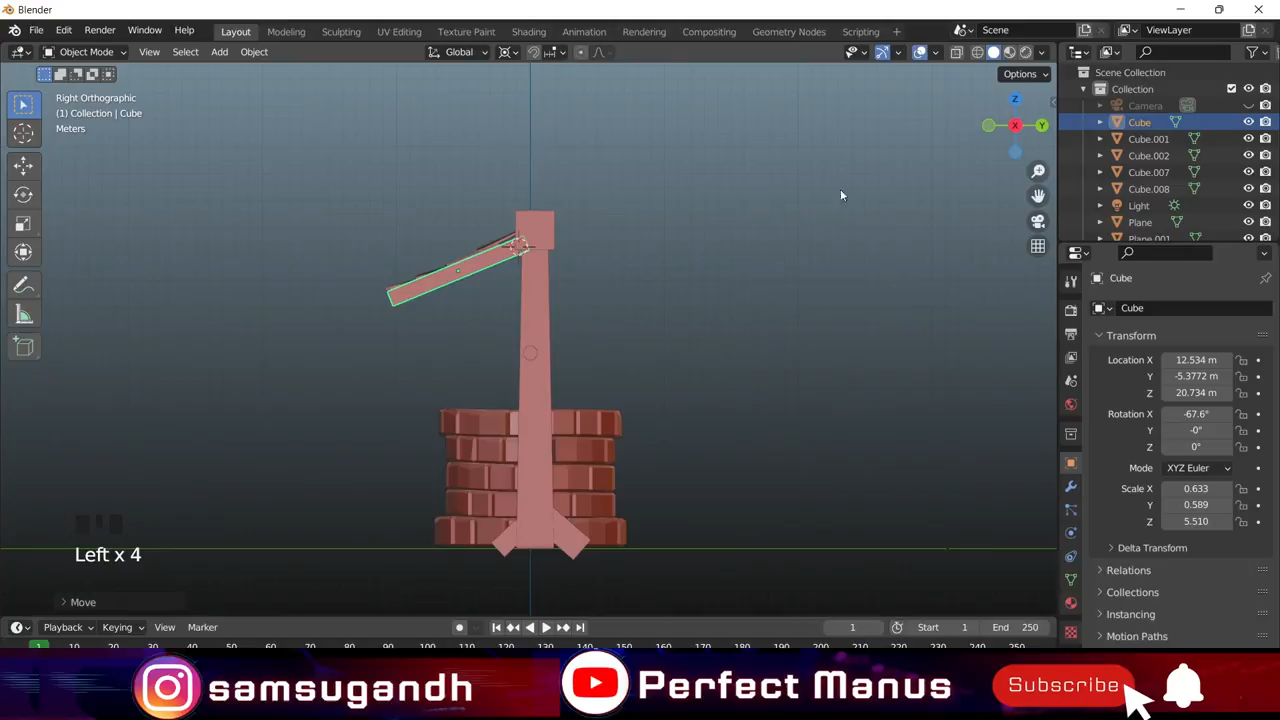 Blender
File Edit Render Window Help
Layout Modeling Sculpting UV Editing Texture Paint Shading Animation Rendering Compositing Geometry Nodes Scripting +
Scene
ViewLayer
Object Mode View Select Add Object
Global
Options
Right Orthographic
(1) Collection | Cube
Meters
Z
X
Y
Scene Collection
Collection
Camera
Cube
Cube.001
Cube.002
Cube.007
Cube.008
Light
Plane
Plane.001
Cube
Cube
Transform
Location X 12.534 m
Y -5.3772 m
Z 20.734 m
Rotation X -67.6°
Y -0°
Z 0°
Mode XYZ Euler
Scale X 0.633
Y 0.589
Z 5.510
Delta Transform
Relations
Collections
Instancing
Motion Paths
Left x 4
Move
Playback Keying View Marker
1 Start 1 End 250
samsugandh
Perfect Manus
Subscribe